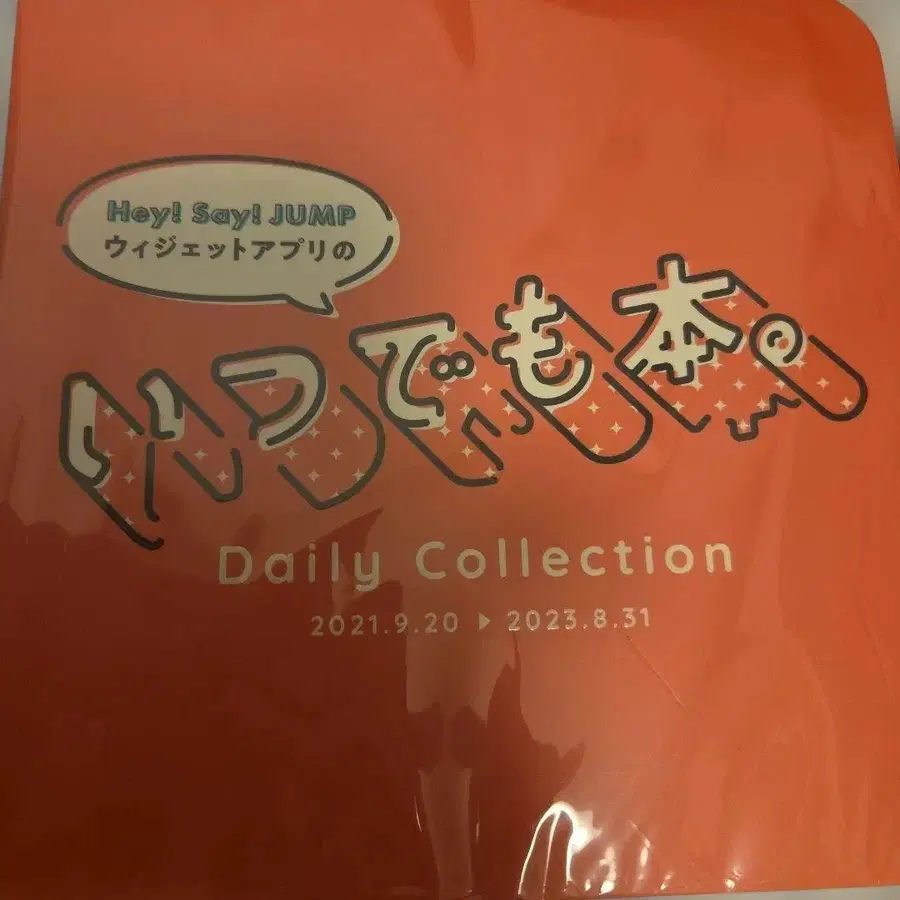 Hey! Say! JUMP
ウィジェットアプリの
いつでも本。
Daily Collection
2021.9.20 ▶ 2023.8.31